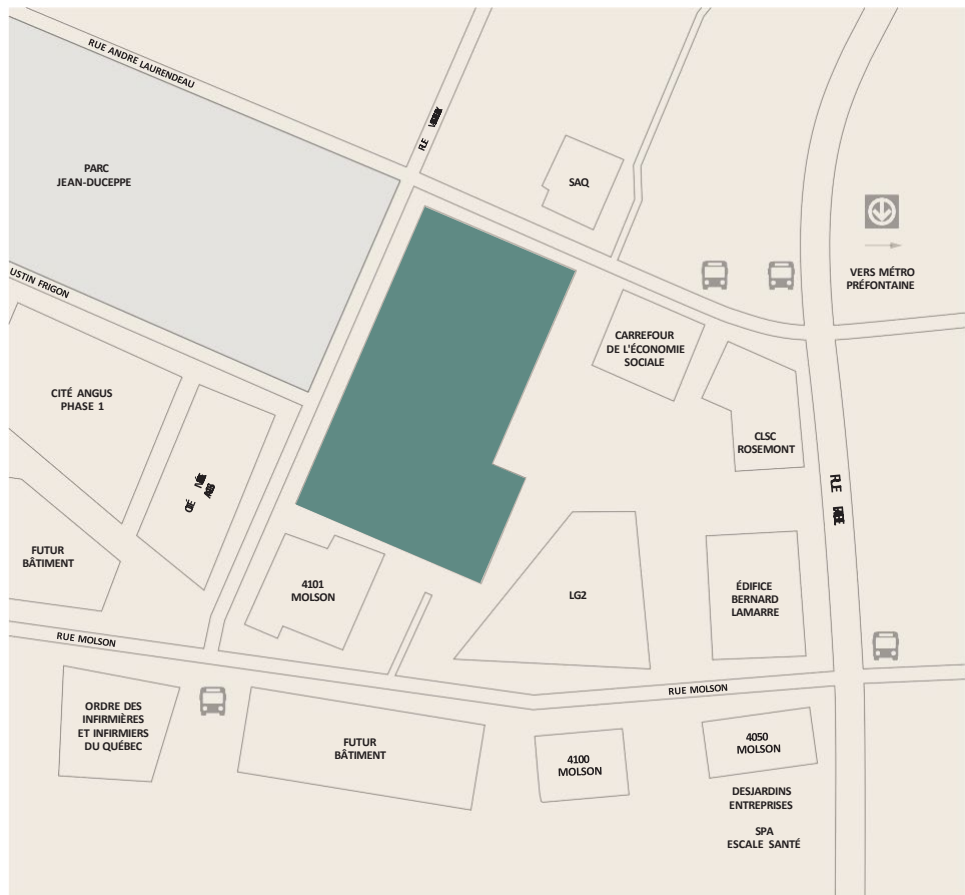 RUE ANDRE LAURENDEAU
RUE
PARC
JEAN-DUCEPPE
SAQ
VERS MÉTRO
PRÉFONTAINE
USTIN FRIGON
CARREFOUR
DE L'ÉCONOMIE
SOCIALE
CITÉ ANGUS
PHASE 1
CLSC
ROSEMONT
RUE
FUTUR
BÂTIMENT
4101
MOLSON
LG2
ÉDIFICE
BERNARD
LAMARRE
RUE MOLSON
RUE MOLSON
ORDRE DES
INFIRMIÈRES
ET INFIRMIERS
DU QUÉBEC
FUTUR
BÂTIMENT
4100
MOLSON
4050
MOLSON
DESJARDINS
ENTREPRISES
SPA
ESCALE SANTÉ